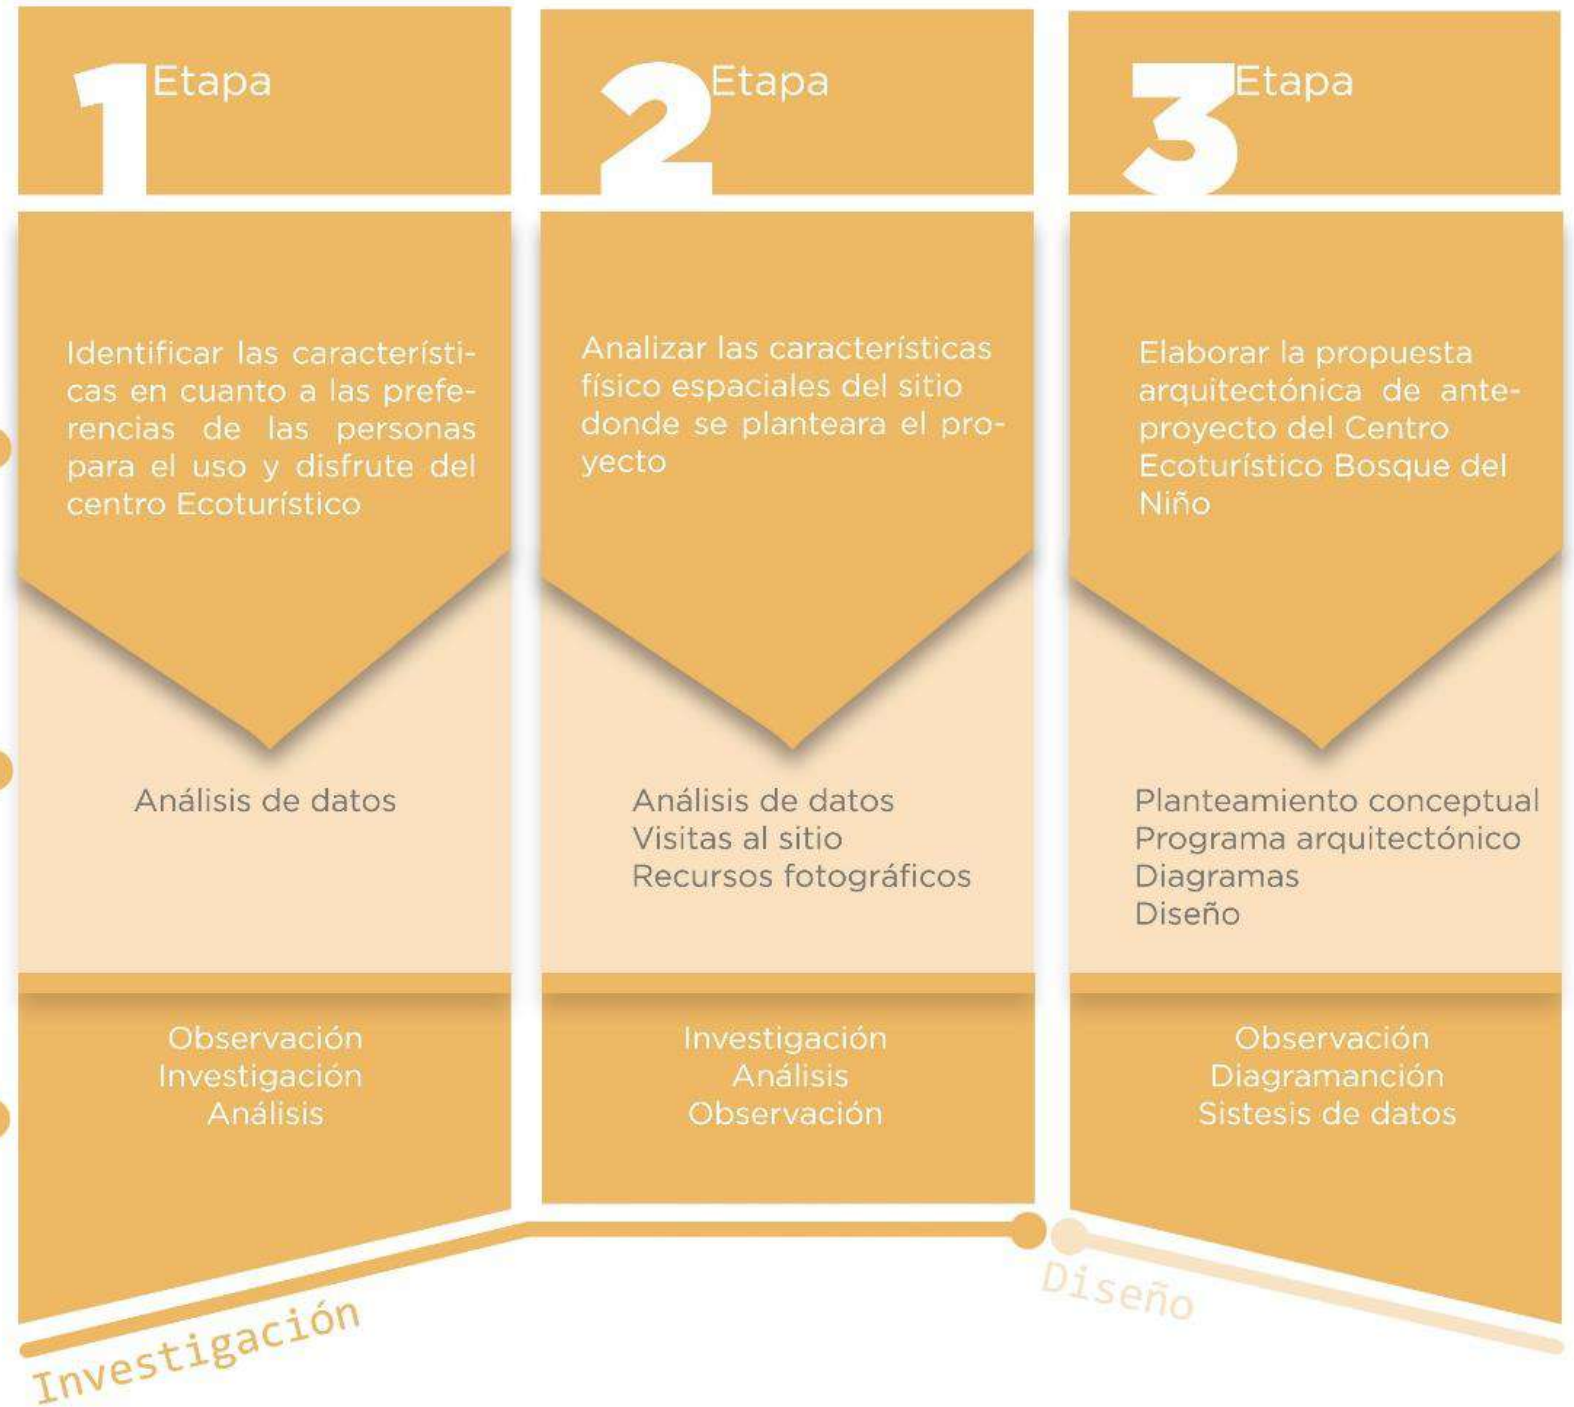 1 Etapa
Identificar las característi-
cas en cuanto a las prefe-
rencias de las personas
para el uso y disfrute del
centro Ecoturístico
Análisis de datos
Observación
Investigación
Análisis
2 Etapa
Analizar las características
físico espaciales del sitio
donde se planteara el pro-
yecto
Análisis de datos
Visitas al sitio
Recursos fotográficos
Investigación
Análisis
Observación
3 Etapa
Elaborar la propuesta
arquitectónica de ante-
proyecto del Centro
Ecoturístico Bosque del
Niño
Planteamiento conceptual
Programa arquitectónico
Diagramas
Diseño
Observación
Diagramanción
Sistesis de datos
Investigación
Diseño